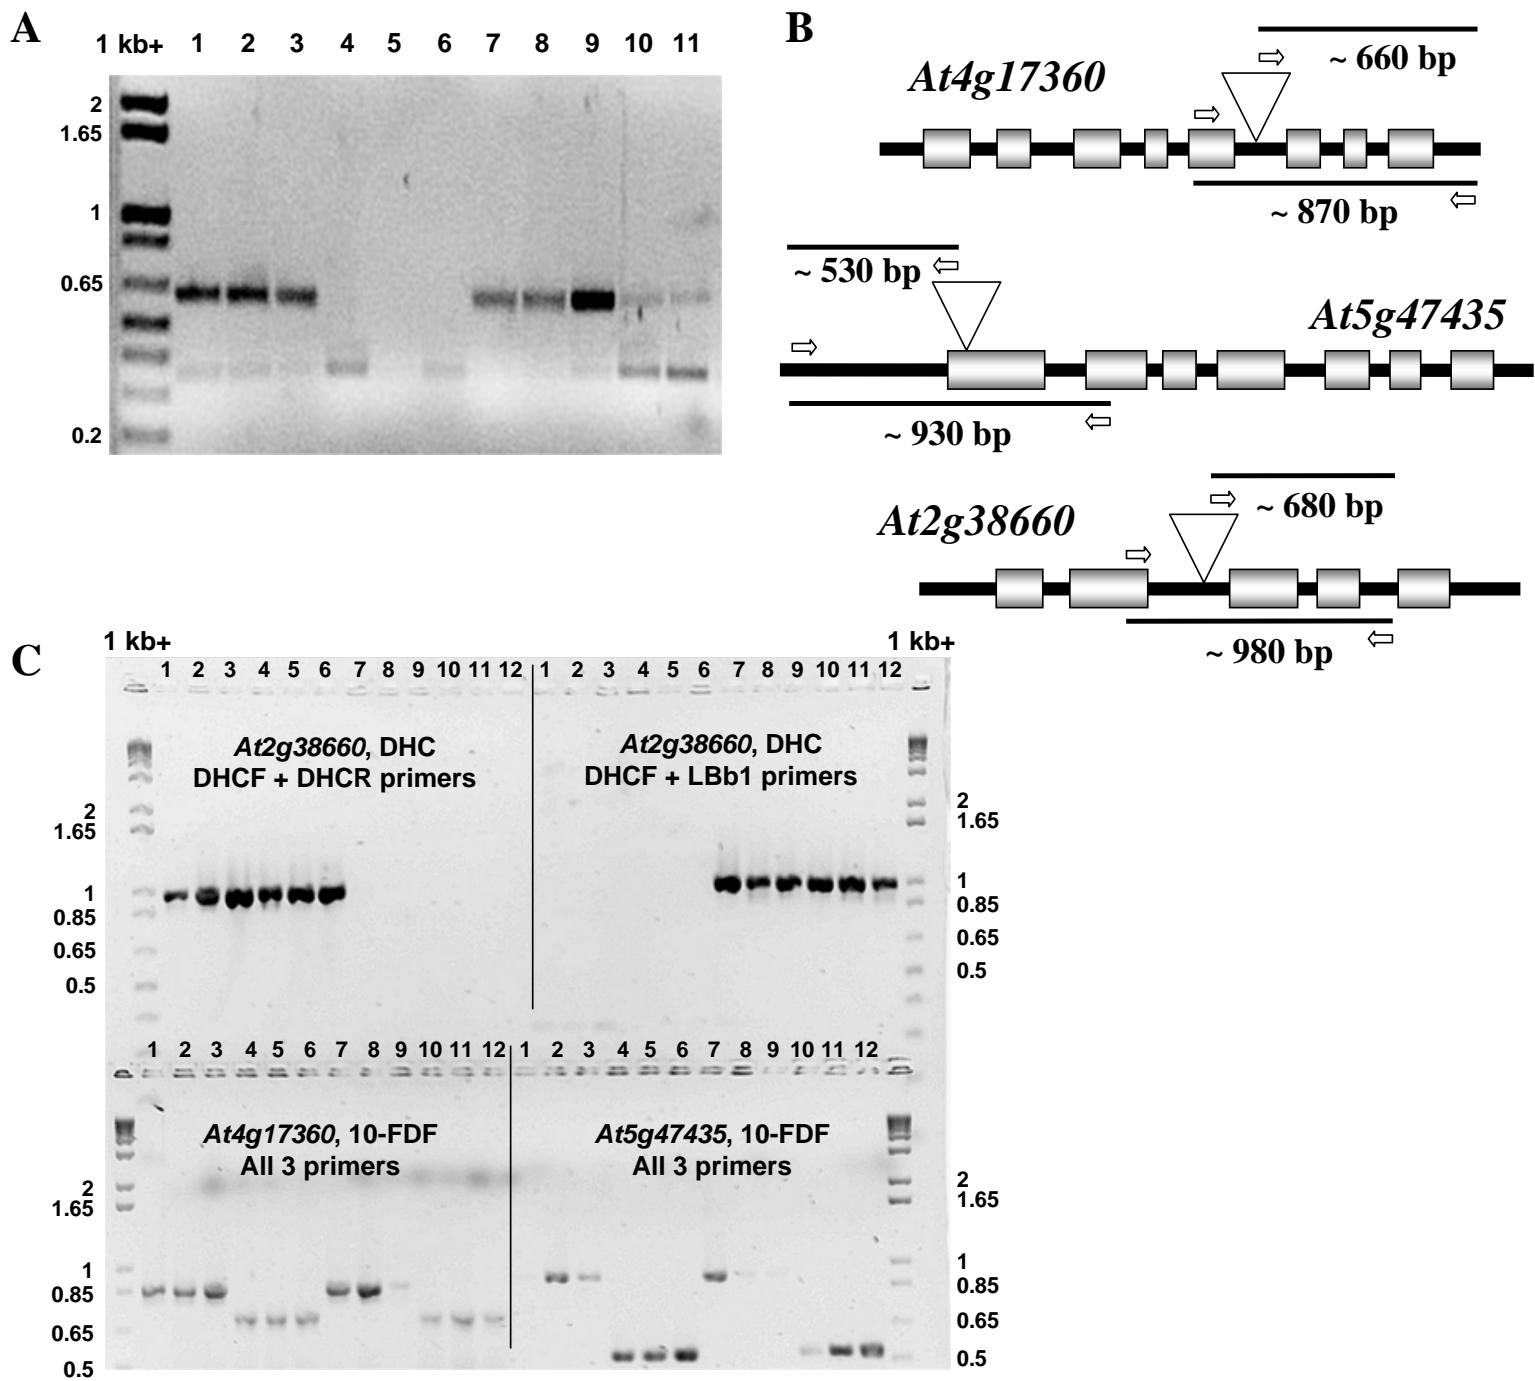 A
1 kb+ 1 2 3 4 5 6 7 8 9 10 11
2
1.65
1
0.65
0.2
B
~ 660 bp
At4g17360
~ 870 bp
~ 530 bp
At5g47435
~ 930 bp
~ 680 bp
At2g38660
~ 980 bp
C
1 kb+ 1 kb+
1 2 3 4 5 6 7 8 9 10 11 12 1 2 3 4 5 6 7 8 9 10 11 12
At2g38660, DHC
DHCF + DHCR primers
At2g38660, DHC
DHCF + LBb1 primers
2
1.65
1
0.85
0.65
0.5
2
1.65
1
0.85
0.65
0.5
1 2 3 4 5 6 7 8 9 10 11 12 1 2 3 4 5 6 7 8 9 10 11 12
At4g17360, 10-FDF
All 3 primers
At5g47435, 10-FDF
All 3 primers
2
1.65
1
0.85
0.65
0.5
2
1.65
1
0.85
0.65
0.5